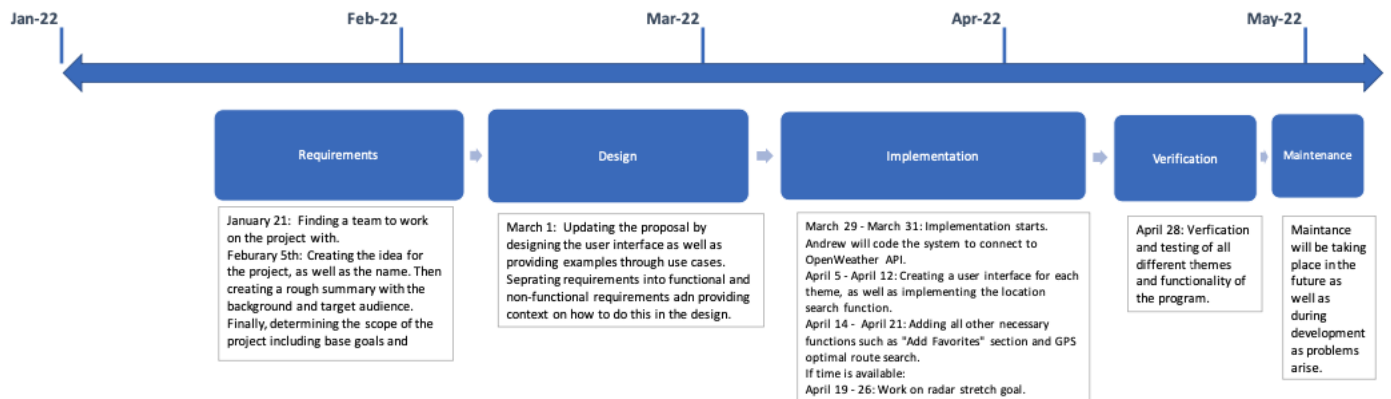 Jan-22
Feb-22
Mar-22
Apr-22
May-22
Requirements
Design
Implementation
Verification
Maintenance
January 21:  Finding a team to work
on the project with.
Feburary 5th: Creating the idea for
the project, as well as the name. Then
creating a rough summary with the
background and target audience.
Finally, determining the scope of the
project including base goals and
March 1:  Updating the proposal by
designing the user interface as well as
providing examples through use cases.
Seprating requirements into functional and
non-functional requirements adn providing
context on how to do this in the design.
March 29 - March 31: Implementation starts.
Andrew will code the system to connect to
OpenWeather  API.
April 5 - April 12: Creating a user interface for each
theme, as well as implementing the location
search function.
April 14 -  April 21: Adding all other necessary
functions such as "Add Favorites" section and GPS
optimal route search.
If time is available:
April 19 - 26: Work on radar stretch goal.
April 28: Verfication
and testing of all
different themes
and functionality of
the program.
Maintance
will be taking
place in the
future as
well as
during
development
as problems
arise.